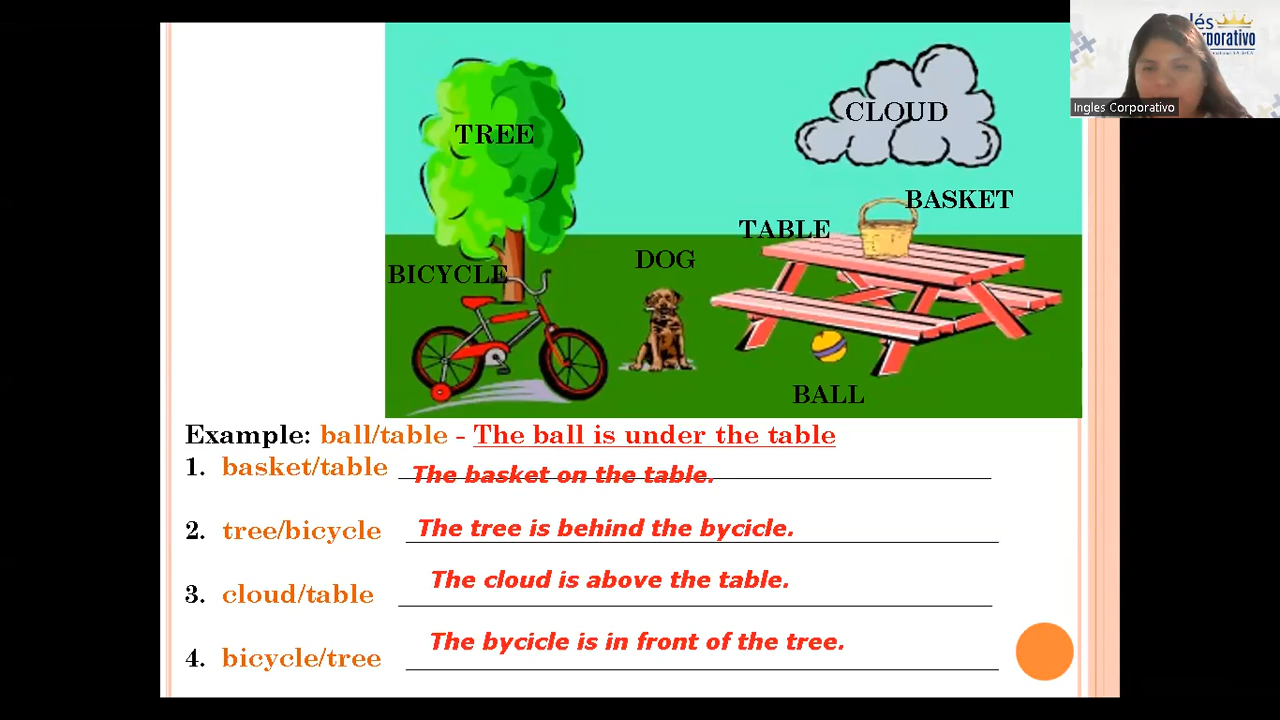 TREE
CLOUD
BASKET
TABLE
DOG
BICYCLE
BALL
Example: ball/table - The ball is under the table
1. basket/table The basket on the table.
2. tree/bicycle The tree is behind the bycicle.
3. cloud/table The cloud is above the table.
4. bicycle/tree The bycicle is in front of the tree.
Ingles Corporativo